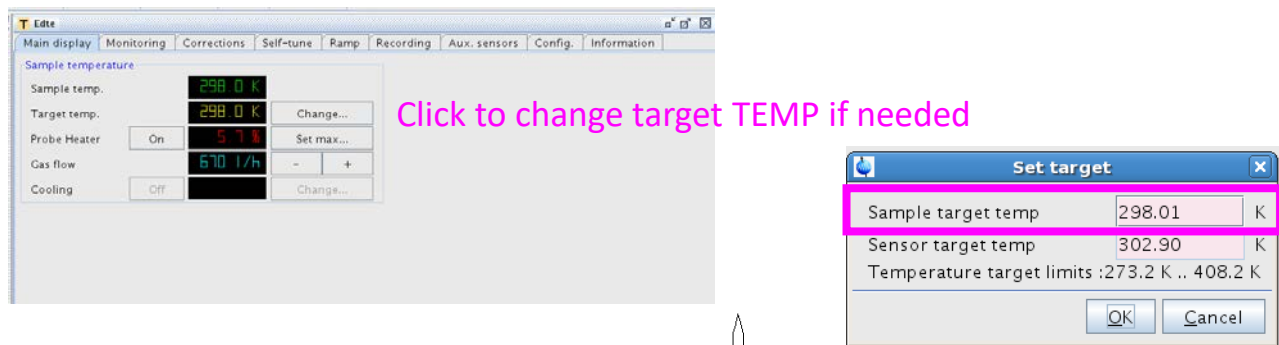 Edte
Main display Monitoring Corrections Self-tune Ramp Recording Aux. sensors Config. Information
Sample temperature
Sample temp. 298.0 K
Target temp. 298.0 K Change...
Probe Heater On 5.7 % Set max...
Gas flow 670 l/h - +
Cooling Off Change...
Click to change target TEMP if needed
Set target
Sample target temp 298.01 K
Sensor target temp 302.90 K
Temperature target limits :273.2 K .. 408.2 K
OK Cancel